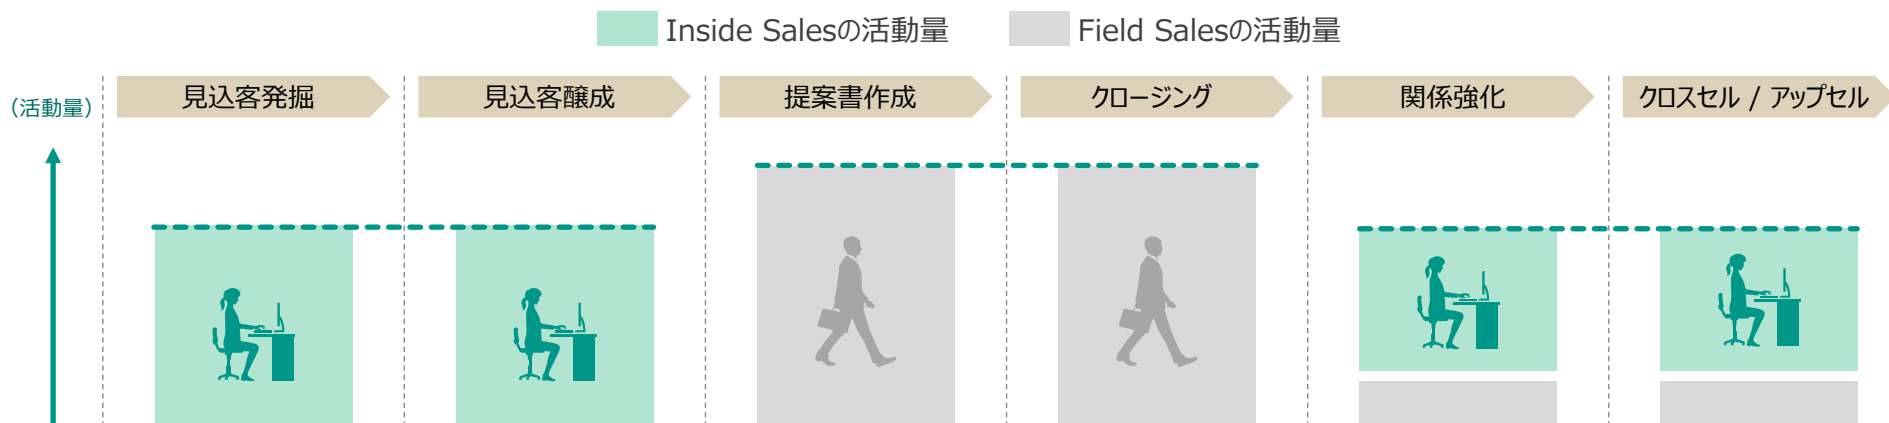 Inside Salesの活動量
Field Salesの活動量
（活動量）
見込客発掘
見込客醸成
提案書作成
クロージング
関係強化
クロスセル / アップセル